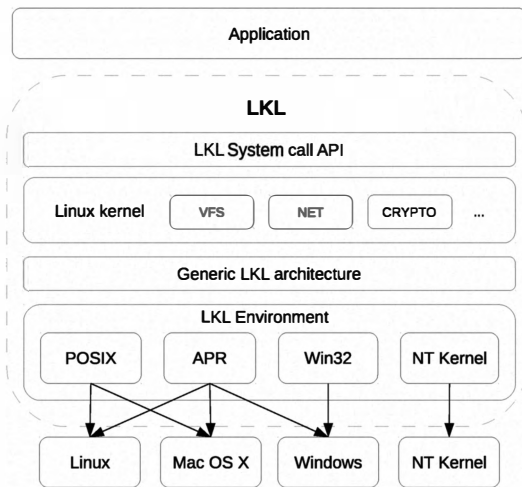 Application
LKL
LKL System call API
Linux kernel VFS NET CRYPTO ...
Generic LKL architecture
LKL Environment
POSIX APR Win32 NT Kernel
Linux Mac OS X Windows NT Kernel